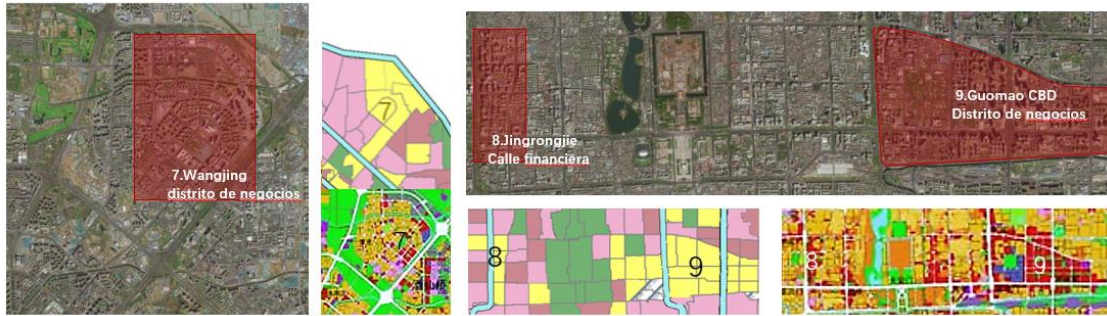 7.Wangjing
distrito de negócios
7
7
8.Jingrongjie
Calle financiera
9.Guomao CBD
Distrito de negocios
8
9
8
9